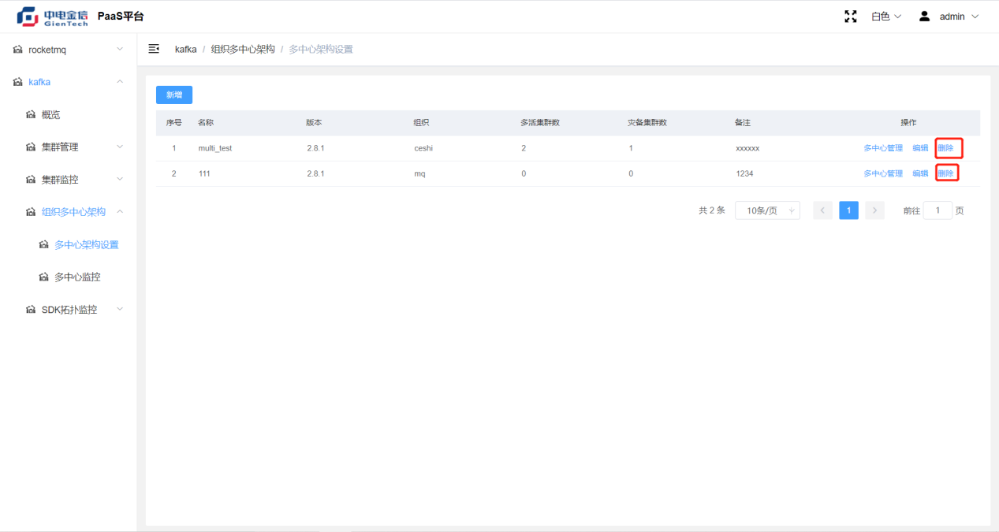 中电金信 GienTech PaaS平台 白色 admin
rocketmq
kafka
概览
集群管理
集群监控
组织多中心架构
多中心架构设置
多中心监控
SDK拓扑监控
kafka / 组织多中心架构 / 多中心架构设置
新增
序号 名称 版本 组织 多活集群数 灾备集群数 备注 操作
1 multi_test 2.8.1 ceshi 2 1 xxxxxx 多中心管理 编辑 删除
2 111 2.8.1 mq 0 0 1234 多中心管理 编辑 删除
共 2 条 10条/页 1 前往 1 页